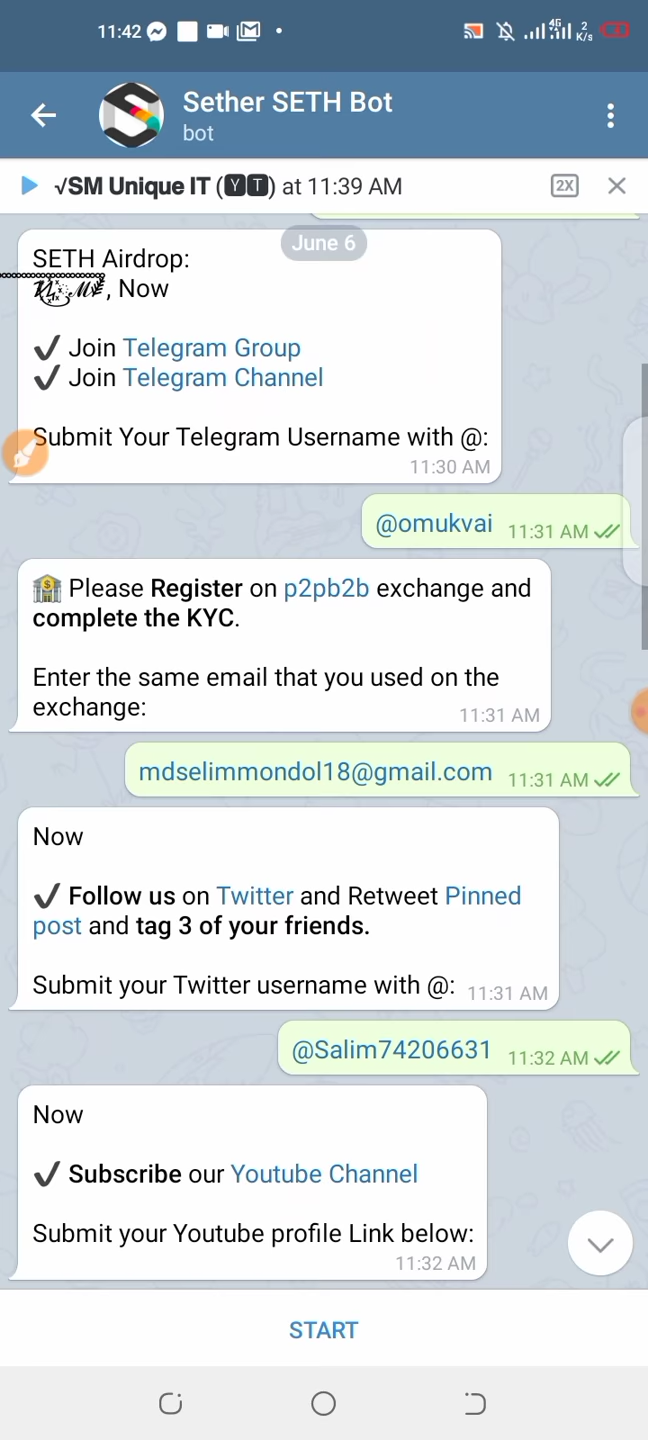 11:42
4G
2
K/s
Sether SETH Bot
bot
√SM Unique IT (🆈🆃) at 11:39 AM
2X
June 6
SETH Airdrop:
, Now
✔ Join Telegram Group
✔ Join Telegram Channel
Submit Your Telegram Username with @:
11:30 AM
@omukvai 11:31 AM
🏦 Please Register on p2pb2b exchange and
complete the KYC.
Enter the same email that you used on the
exchange:
11:31 AM
mdselimmondol18@gmail.com 11:31 AM
Now
✔ Follow us on Twitter and Retweet Pinned
post and tag 3 of your friends.
Submit your Twitter username with @: 11:31 AM
@Salim74206631 11:32 AM
Now
✔ Subscribe our Youtube Channel
Submit your Youtube profile Link below:
11:32 AM
START